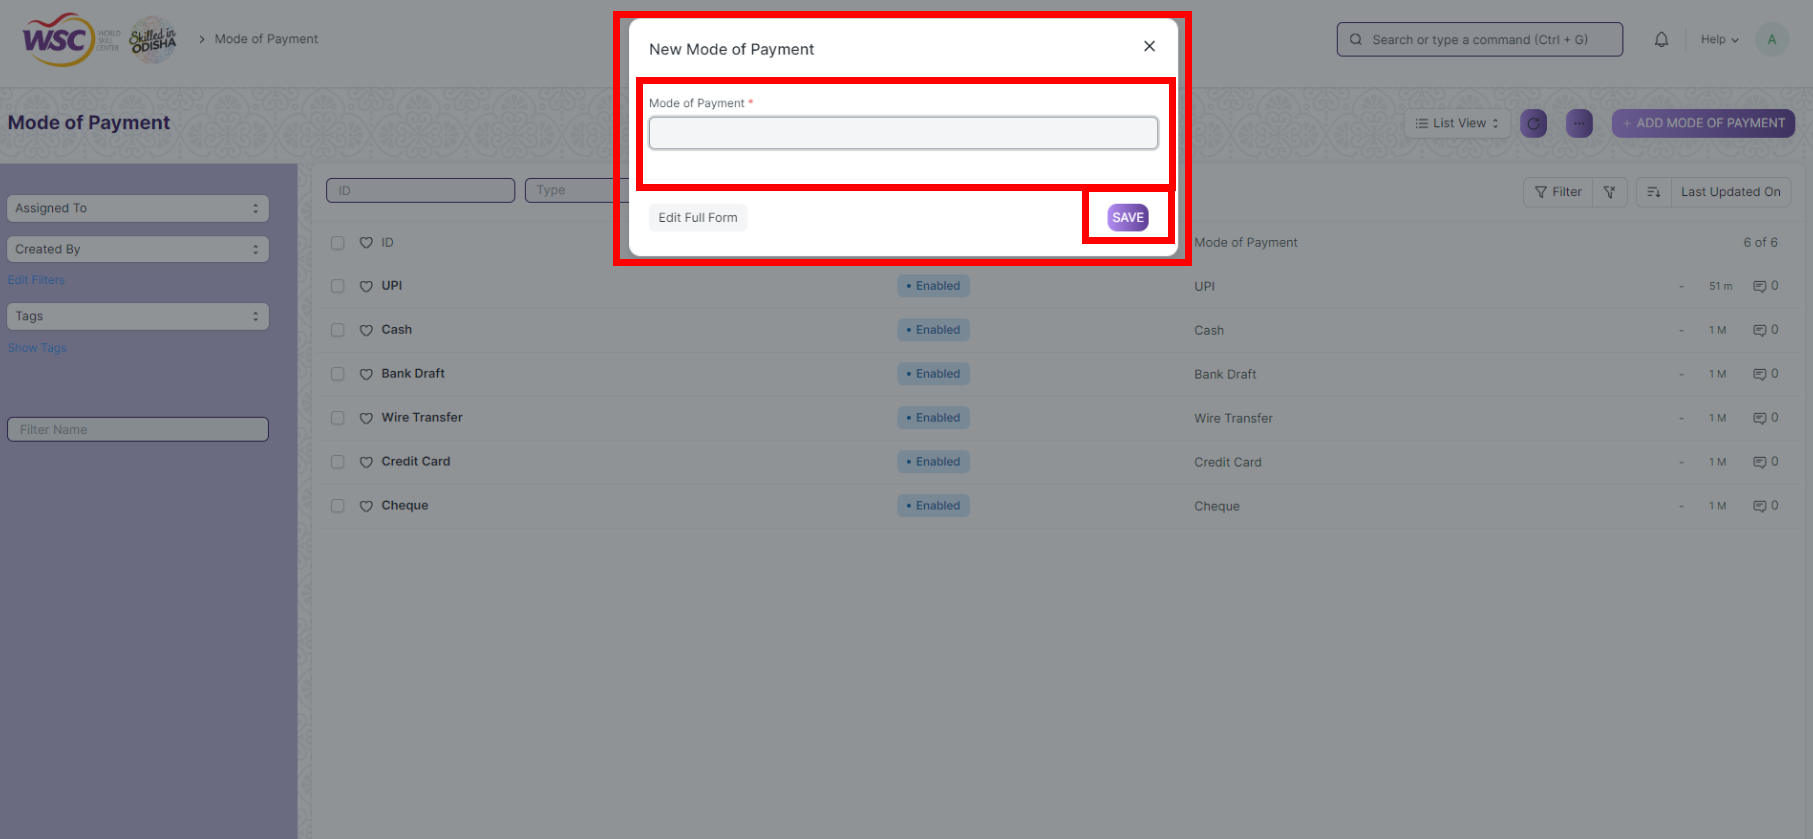 WSC WORLD SKILL CENTER Skilled in ODISHA > Mode of Payment
Search or type a command (Ctrl + G)
Help
A
New Mode of Payment
Mode of Payment *
Edit Full Form
SAVE
Mode of Payment
List View
+ ADD MODE OF PAYMENT
Assigned To
Created By
Edit Filters
Tags
Show Tags
Filter Name
ID
Type
Filter
Last Updated On
ID Mode of Payment 6 of 6
UPI • Enabled UPI - 51 m 0
Cash • Enabled Cash - 1 M 0
Bank Draft • Enabled Bank Draft - 1 M 0
Wire Transfer • Enabled Wire Transfer - 1 M 0
Credit Card • Enabled Credit Card - 1 M 0
Cheque • Enabled Cheque - 1 M 0